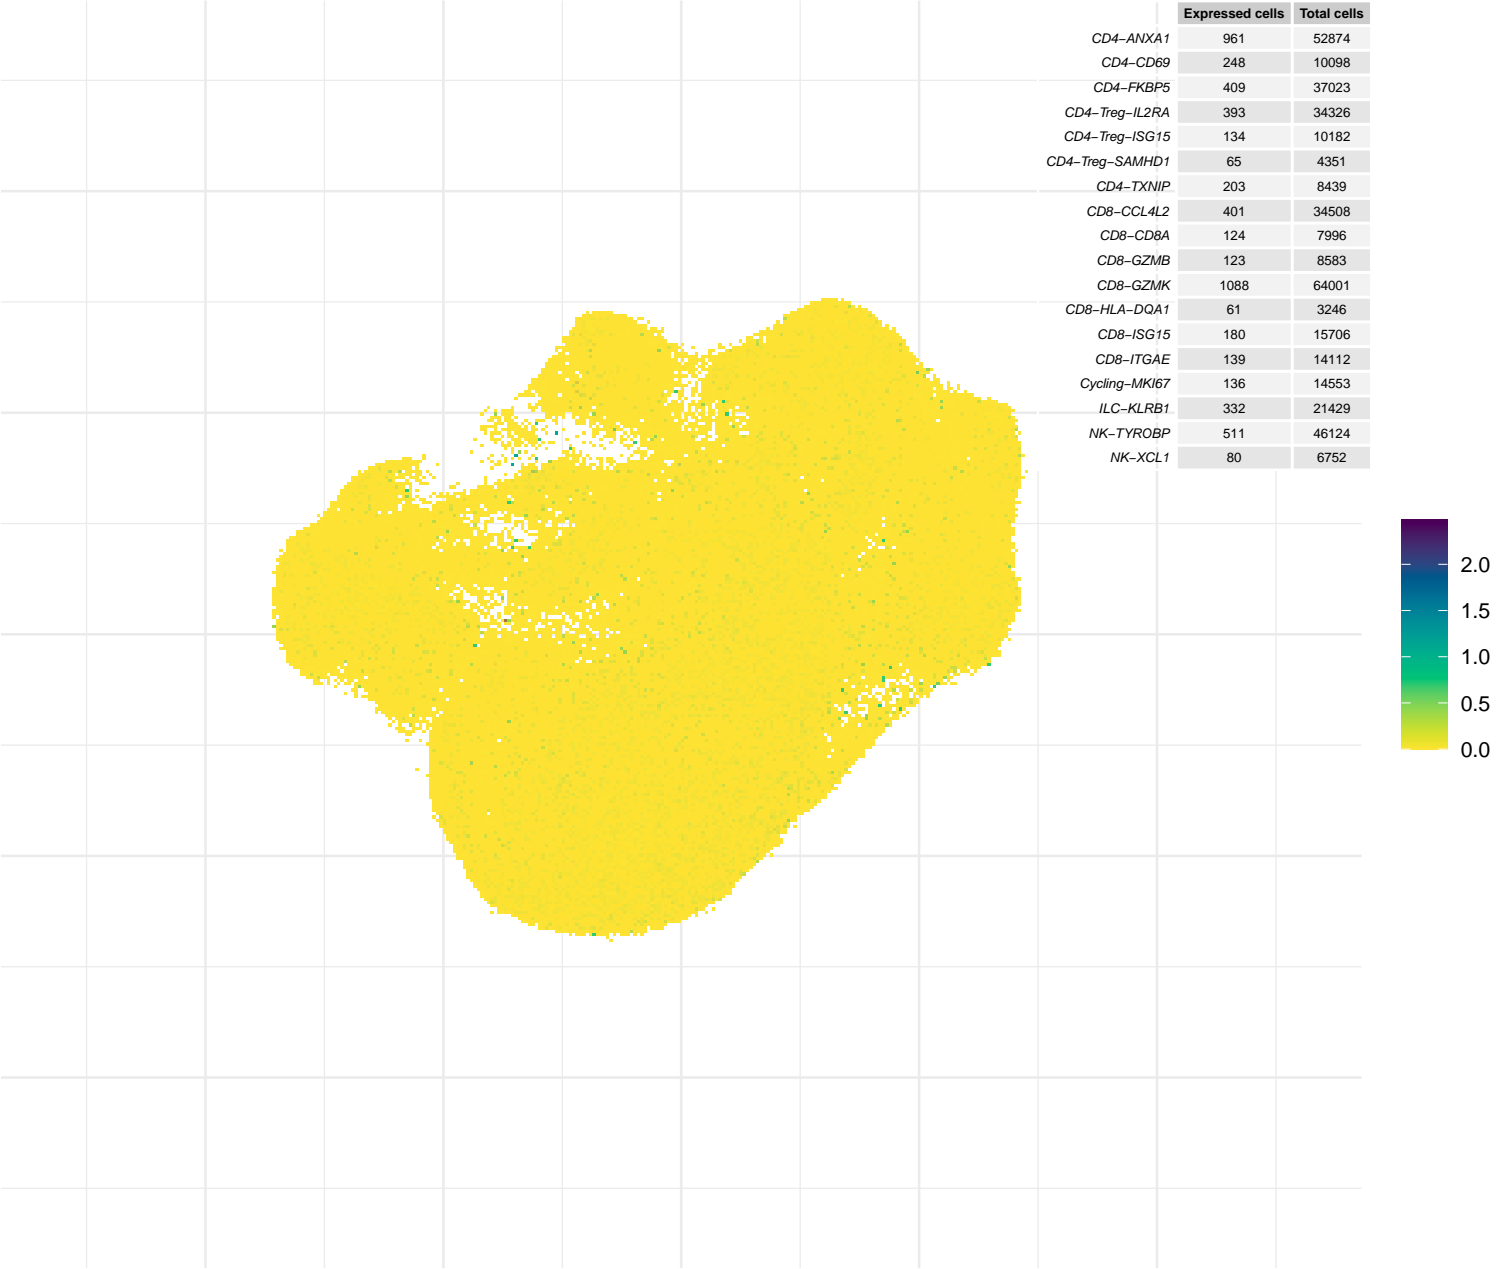 Expressed cells Total cells
CD4−ANXA1 961 52874
CD4−CD69 248 10098
CD4−FKBP5 409 37023
CD4−Treg−IL2RA 393 34326
CD4−Treg−ISG15 134 10182
CD4−Treg−SAMHD1 65 4351
CD4−TXNIP 203 8439
CD8−CCL4L2 401 34508
CD8−CD8A 124 7996
CD8−GZMB 123 8583
CD8−GZMK 1088 64001
CD8−HLA−DQA1 61 3246
CD8−ISG15 180 15706
CD8−ITGAE 139 14112
Cycling−MKI67 136 14553
ILC−KLRB1 332 21429
NK−TYROBP 511 46124
NK−XCL1 80 6752
2.0
1.5
1.0
0.5
0.0